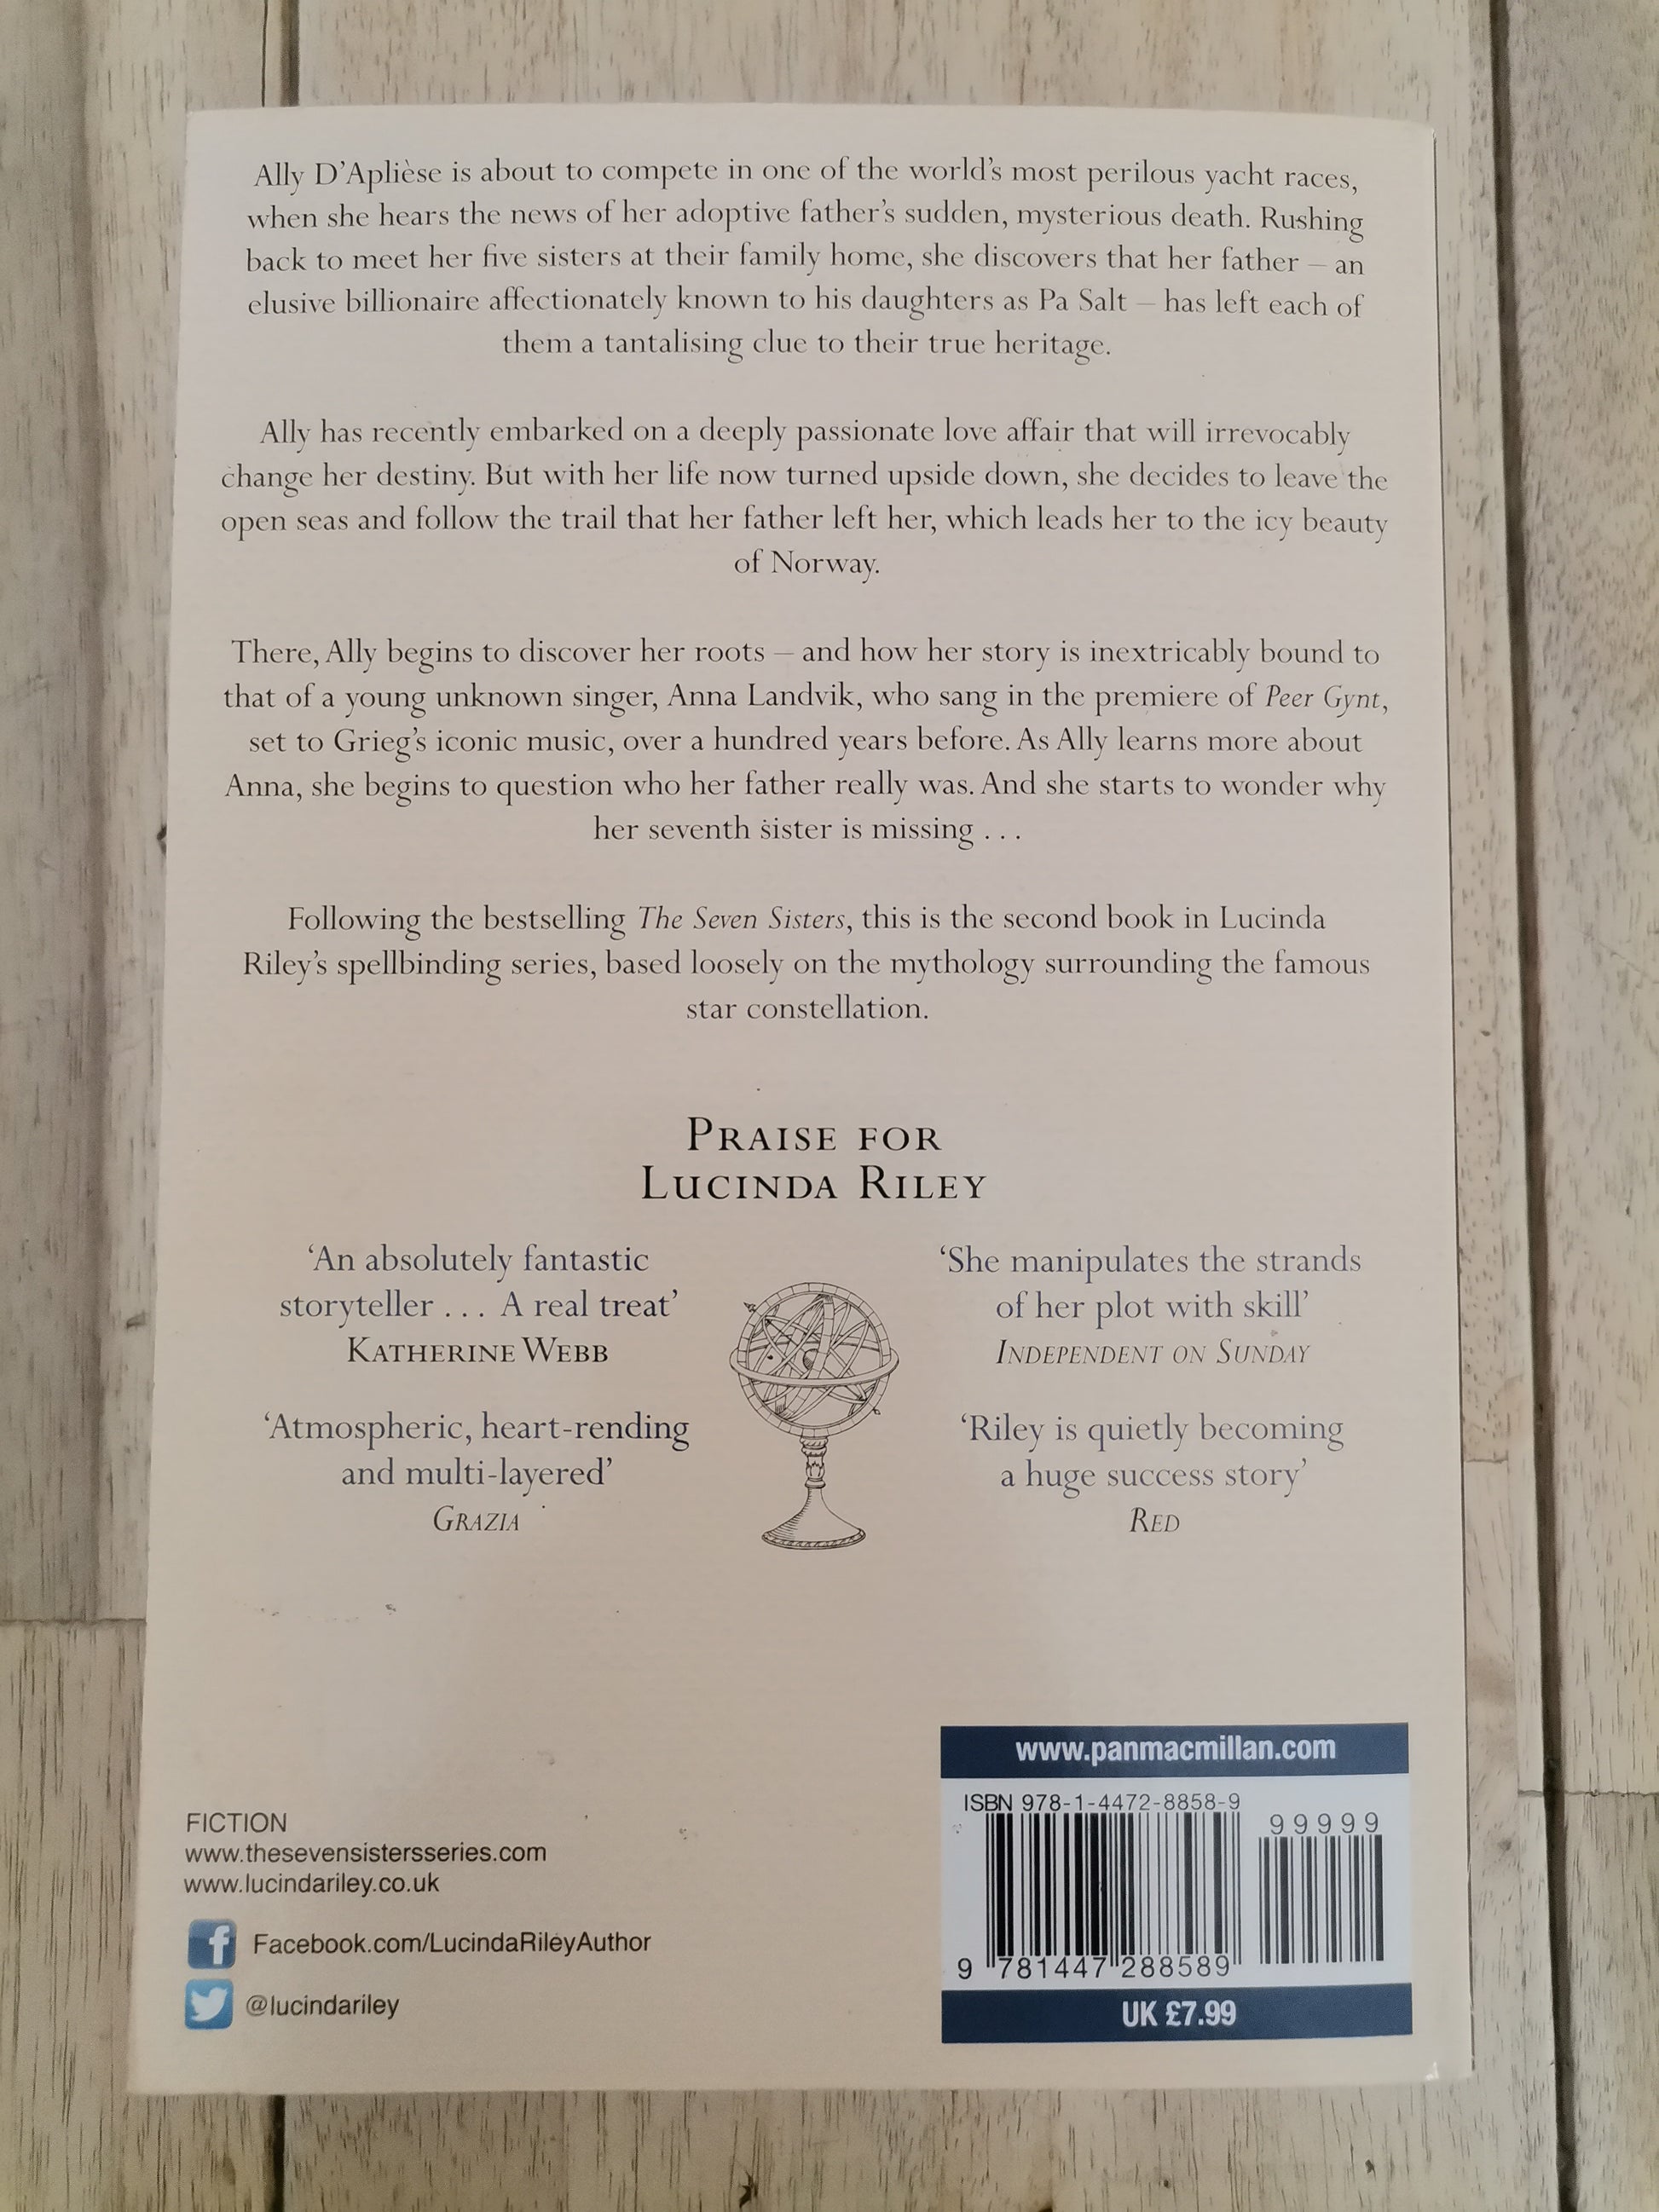 Ally D’Aplièse is about to compete in one of the world’s most perilous yacht races,
when she hears the news of her adoptive father’s sudden, mysterious death. Rushing
back to meet her five sisters at their family home, she discovers that her father – an
elusive billionaire affectionately known to his daughters as Pa Salt – has left each of
them a tantalising clue to their true heritage.
Ally has recently embarked on a deeply passionate love affair that will irrevocably
change her destiny. But with her life now turned upside down, she decides to leave the
open seas and follow the trail that her father left her, which leads her to the icy beauty
of Norway.
There, Ally begins to discover her roots – and how her story is inextricably bound to
that of a young unknown singer, Anna Landvik, who sang in the premiere of Peer Gynt,
set to Grieg’s iconic music, over a hundred years before. As Ally learns more about
Anna, she begins to question who her father really was. And she starts to wonder why
her seventh sister is missing . . .
Following the bestselling The Seven Sisters, this is the second book in Lucinda
Riley’s spellbinding series, based loosely on the mythology surrounding the famous
star constellation.
PRAISE FOR
LUCINDA RILEY
‘An absolutely fantastic
storyteller . . . A real treat’
KATHERINE WEBB
‘Atmospheric, heart-rending
and multi-layered’
GRAZIA
‘She manipulates the strands
of her plot with skill’
INDEPENDENT ON SUNDAY
‘Riley is quietly becoming
a huge success story’
RED
FICTION
www.thesevensistersseries.com
www.lucindariley.co.uk
Facebook.com/LucindaRileyAuthor
@lucindariley
www.panmacmillan.com
ISBN 978-1-4472-8858-9
99999
9 781447 288589
UK £7.99